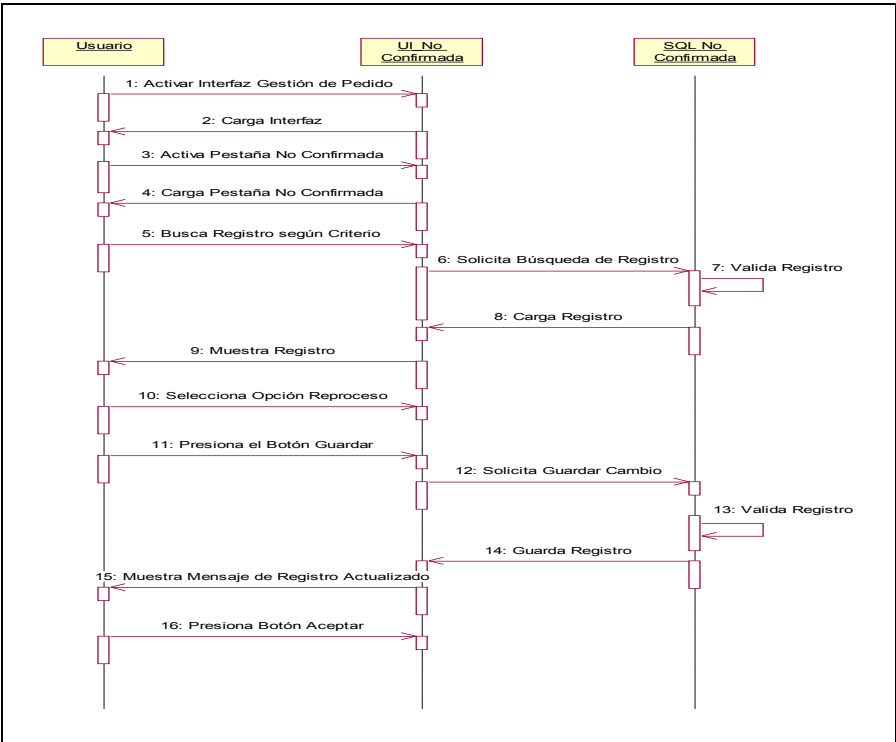 Usuario
UI_No
Confirmada
SQL_No
Confirmada
1: Activar Interfaz Gestión de Pedido
2: Carga Interfaz
3: Activa Pestaña No Confirmada
4: Carga Pestaña No Confirmada
5: Busca Registro según Criterio
6: Solicita Búsqueda de Registro
7: Valida Registro
8: Carga Registro
9: Muestra Registro
10: Selecciona Opción Reproceso
11: Presiona el Botón Guardar
12: Solicita Guardar Cambio
13: Valida Registro
14: Guarda Registro
15: Muestra Mensaje de Registro Actualizado
16: Presiona Botón Aceptar